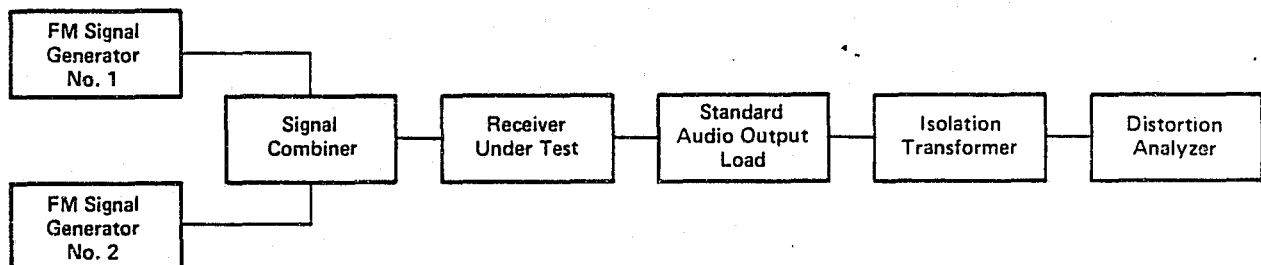 FM Signal
Generator
No. 1
Signal
Combiner
Receiver
Under Test
Standard
Audio Output
Load
Isolation
Transformer
Distortion
Analyzer
FM Signal
Generator
No. 2